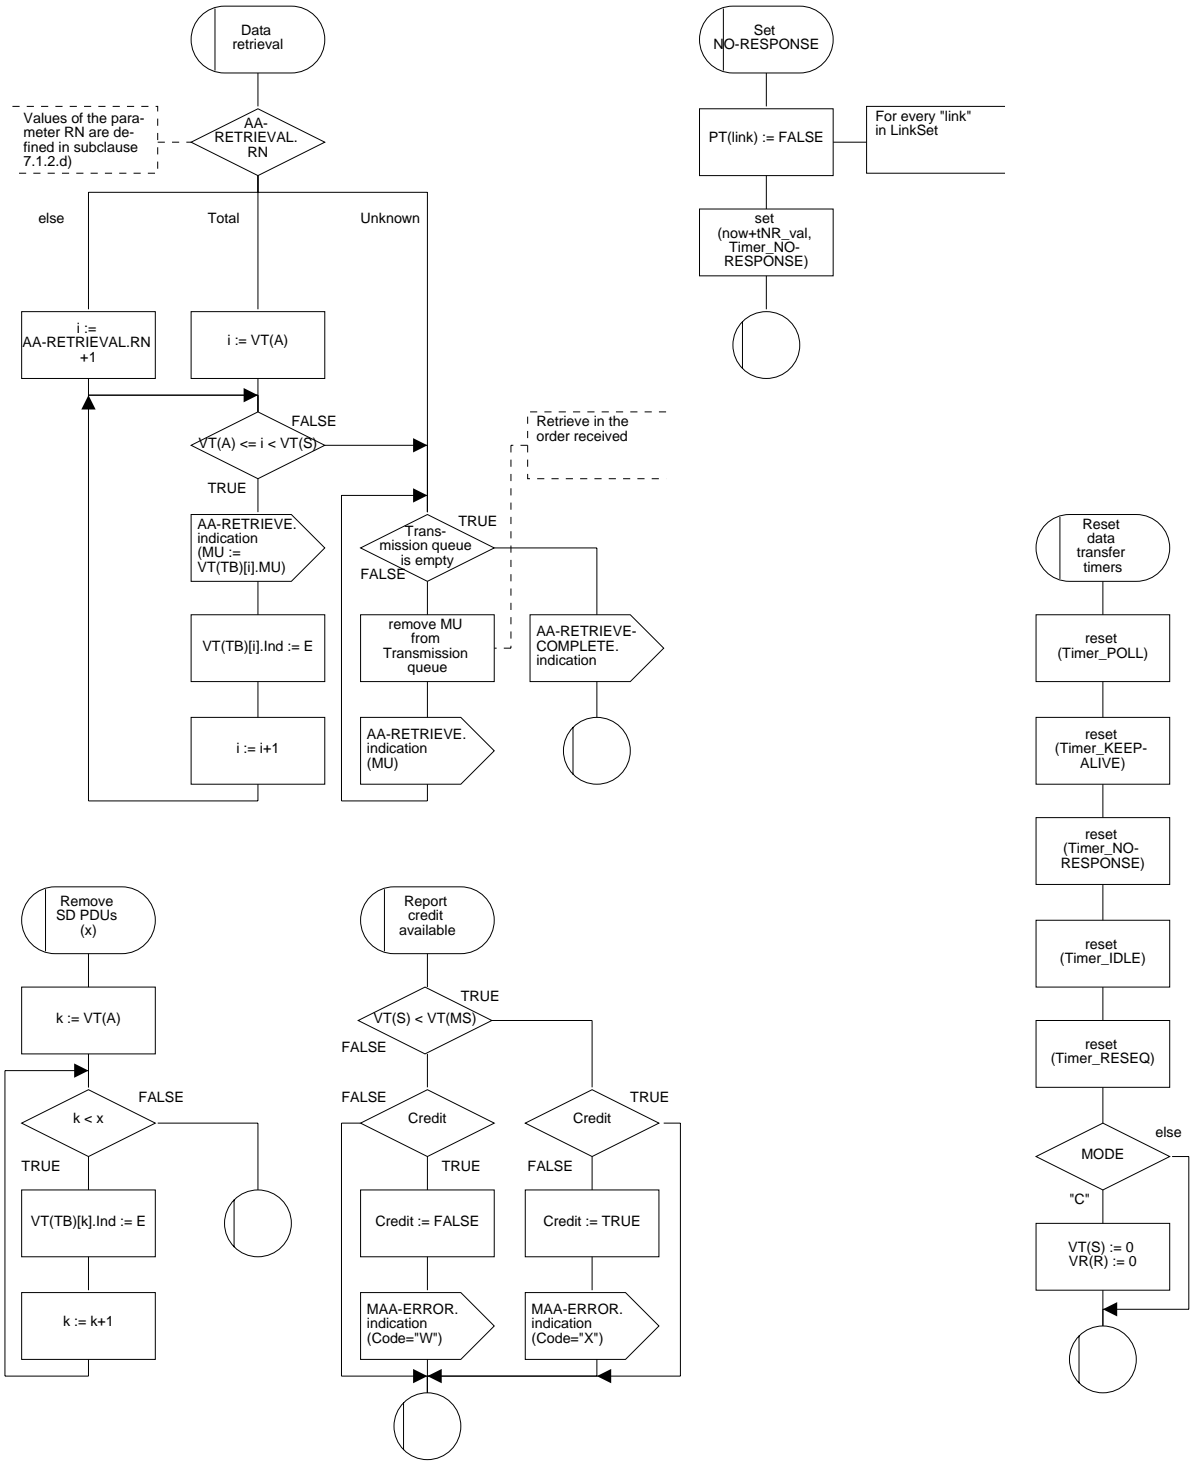 Data
retrieval
Values of the para-
meter RN are de-
fined in subclause
7.1.2.d)
AA-
RETRIEVAL.
RN
else
Total
Unknown
i :=
AA-RETRIEVAL.RN
+1
i := VT(A)
FALSE
VT(A) <= i < VT(S)
TRUE
AA-RETRIEVE.
indication
(MU :=
VT(TB)[i].MU)
VT(TB)[i].Ind := E
i := i+1
Retrieve in the
order received
TRUE
Trans-
mission queue
is empty
FALSE
remove MU
from
Transmission
queue
AA-RETRIEVE.
indication
(MU)
AA-RETRIEVE-
COMPLETE.
indication
Set
NO-RESPONSE
PT(link) := FALSE
For every "link"
in LinkSet
set
(now+tNR_val,
Timer_NO-
RESPONSE)
Reset
data
transfer
timers
reset
(Timer_POLL)
reset
(Timer_KEEP-
ALIVE)
reset
(Timer_NO-
RESPONSE)
reset
(Timer_IDLE)
reset
(Timer_RESEQ)
else
MODE
"C"
VT(S) := 0
VR(R) := 0
Remove
SD PDUs
(x)
k := VT(A)
FALSE
k < x
TRUE
VT(TB)[k].Ind := E
k := k+1
Report
credit
available
TRUE
VT(S) < VT(MS)
FALSE
FALSE
Credit
TRUE
Credit := FALSE
MAA-ERROR.
indication
(Code="W")
TRUE
Credit
FALSE
Credit := TRUE
MAA-ERROR.
indication
(Code="X")